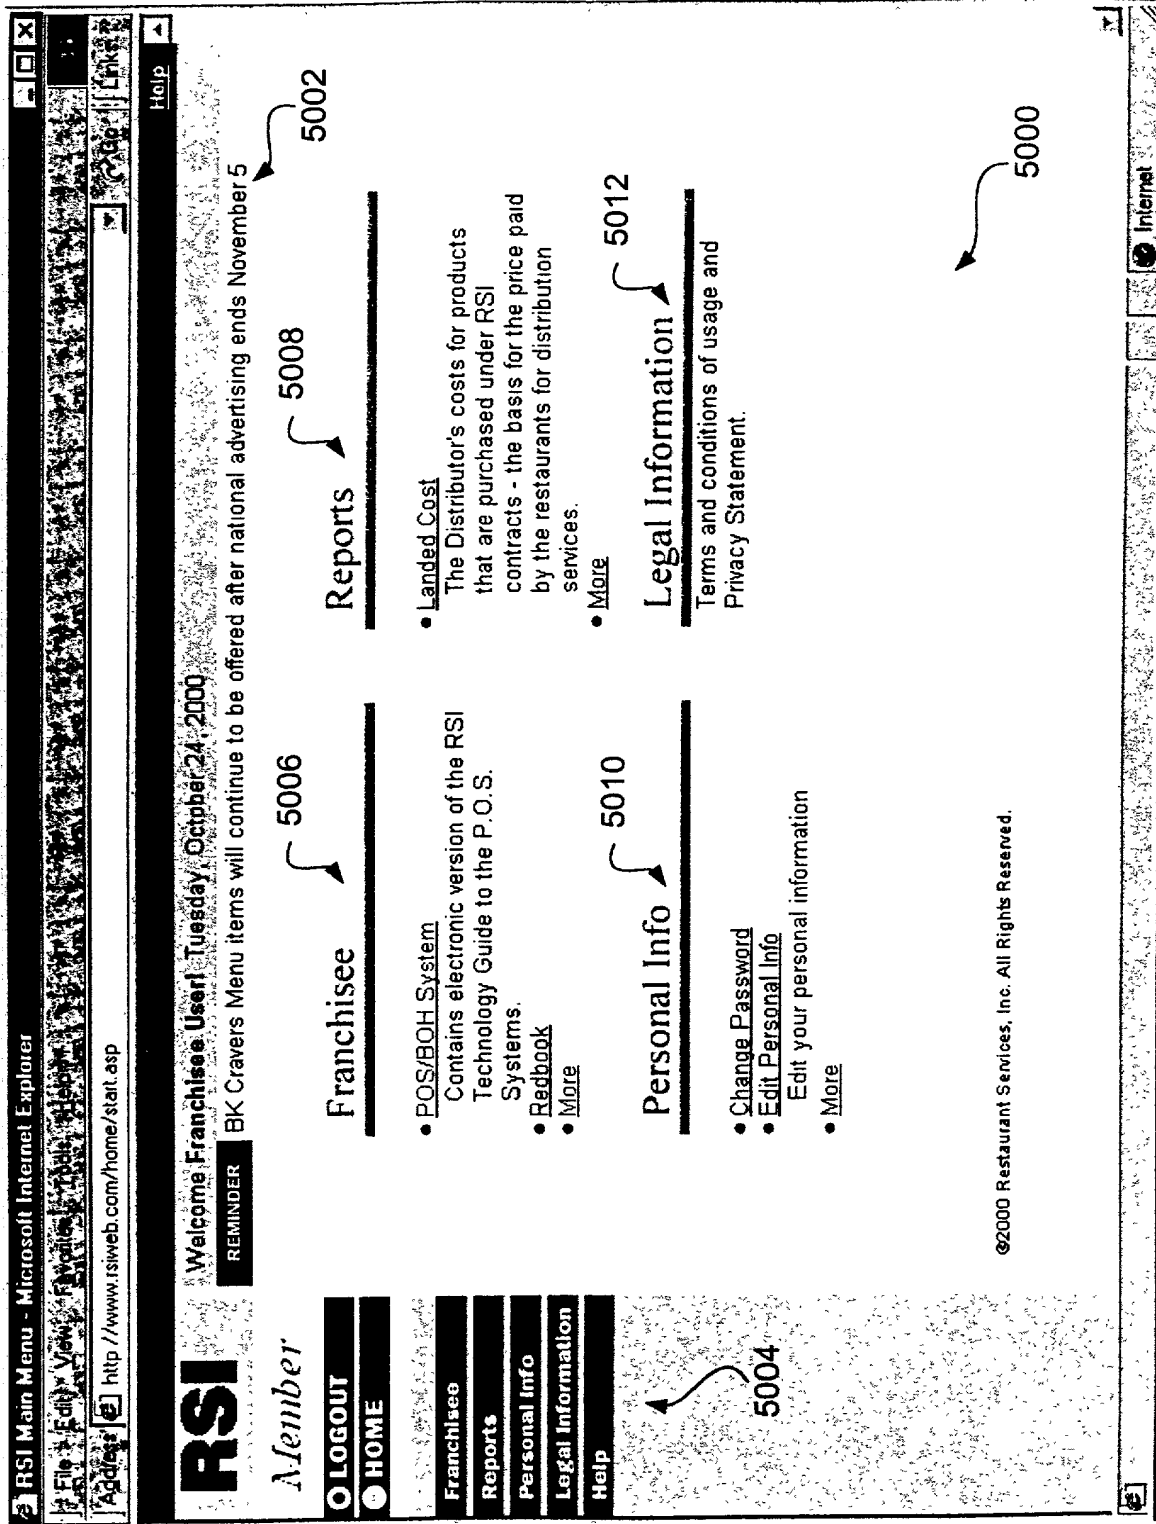 RSI Main Menu - Microsoft Internet Explorer
File Edit View Favorites Tools Help
Address http://www.rsiweb.com/home/start.asp Go Links
Help
RSI
Welcome Franchisee User! Tuesday, October 24, 2000
REMINDER BK Cravers Menu items will continue to be offered after national advertising ends November 5
5002
Member
LOGOUT
HOME
Franchisee
Reports
Personal Info
Legal Information
Help
5004
Franchisee
5006
• POS/BOH System
Contains electronic version of the RSI
Technology Guide to the P.O.S.
Systems.
• Redbook
• More
Reports
5008
• Landed Cost
The Distributor's costs for products
that are purchased under RSI
contracts - the basis for the price paid
by the restaurants for distribution
services.
• More
Personal Info
5010
• Change Password
• Edit Personal Info
Edit your personal information
• More
Legal Information
5012
Terms and conditions of usage and
Privacy Statement.
5000
©2000 Restaurant Services, Inc. All Rights Reserved.
Internet